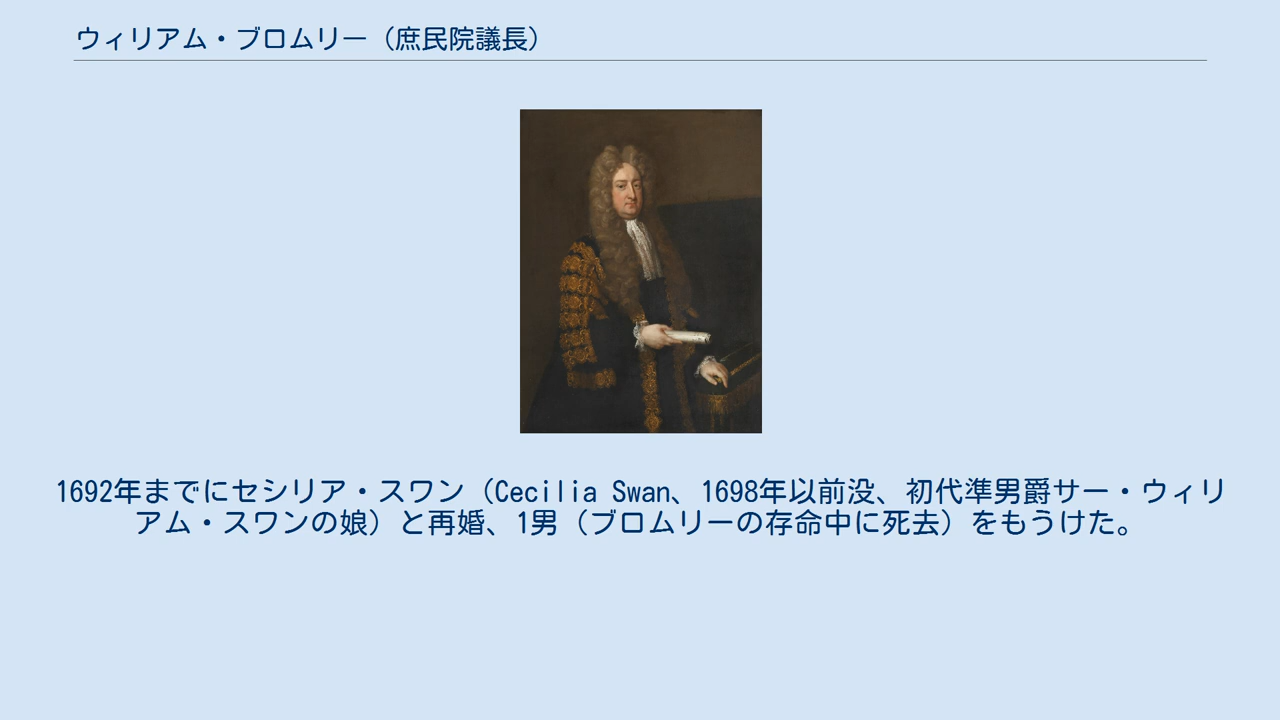 ウィリアム・ブロムリー（庶民院議長）
1692年までにセシリア・スワン（Cecilia Swan、1698年以前没、初代準男爵サー・ウィリ
アム・スワンの娘）と再婚、1男（ブロムリーの存命中に死去）をもうけた。